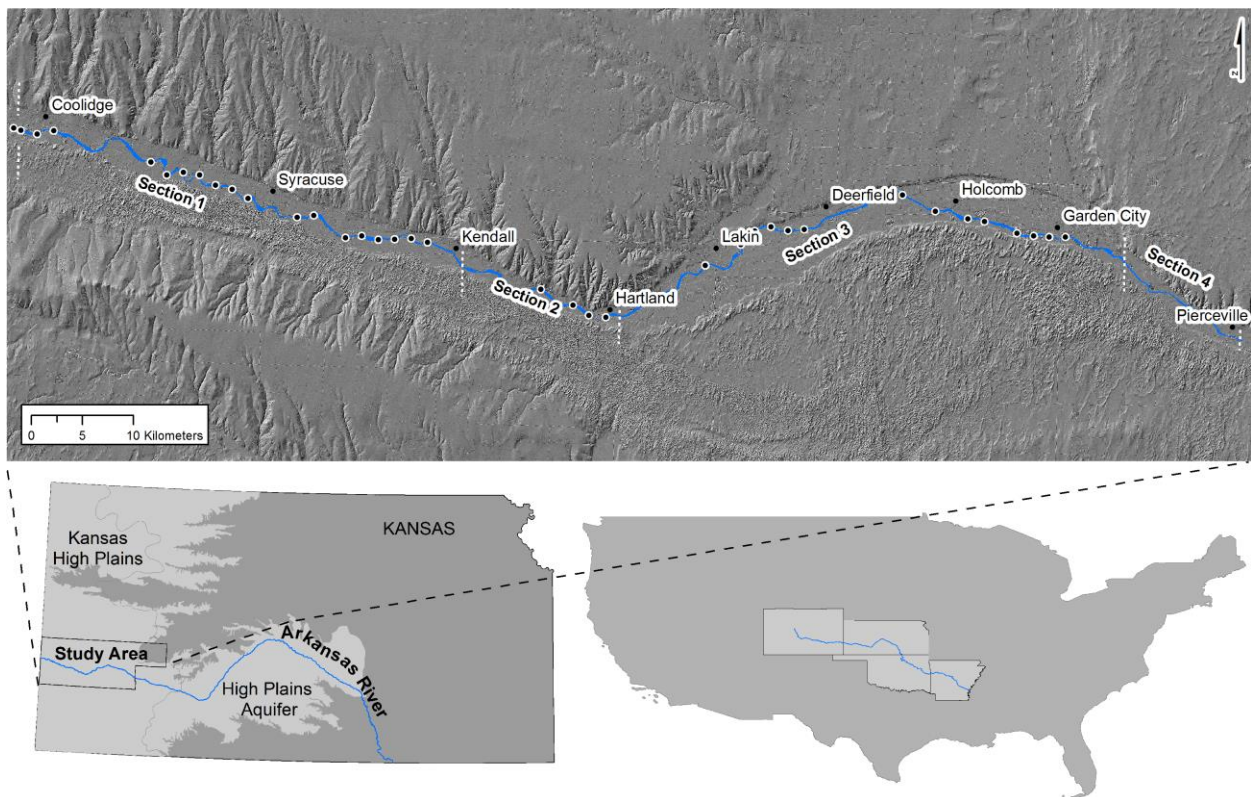 Coolidge
Syracuse
Section 1
Kendall
Section 2
Hartland
Lakin
Section 3
Deerfield
Holcomb
Garden City
Section 4
Pierceville
0 5 10 Kilometers
Kansas
High Plains
KANSAS
Study Area
Arkansas River
High Plains
Aquifer